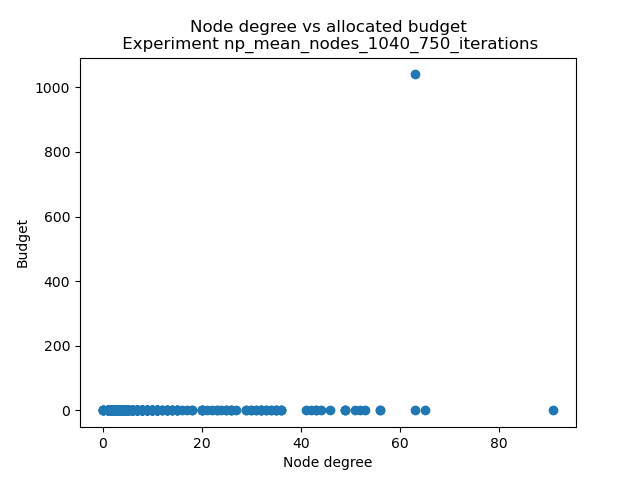 Node degree vs allocated budget
Experiment np_mean_nodes_1040_750_iterations
1000
800
600
400
200
0
Budget
0 20 40 60 80
Node degree